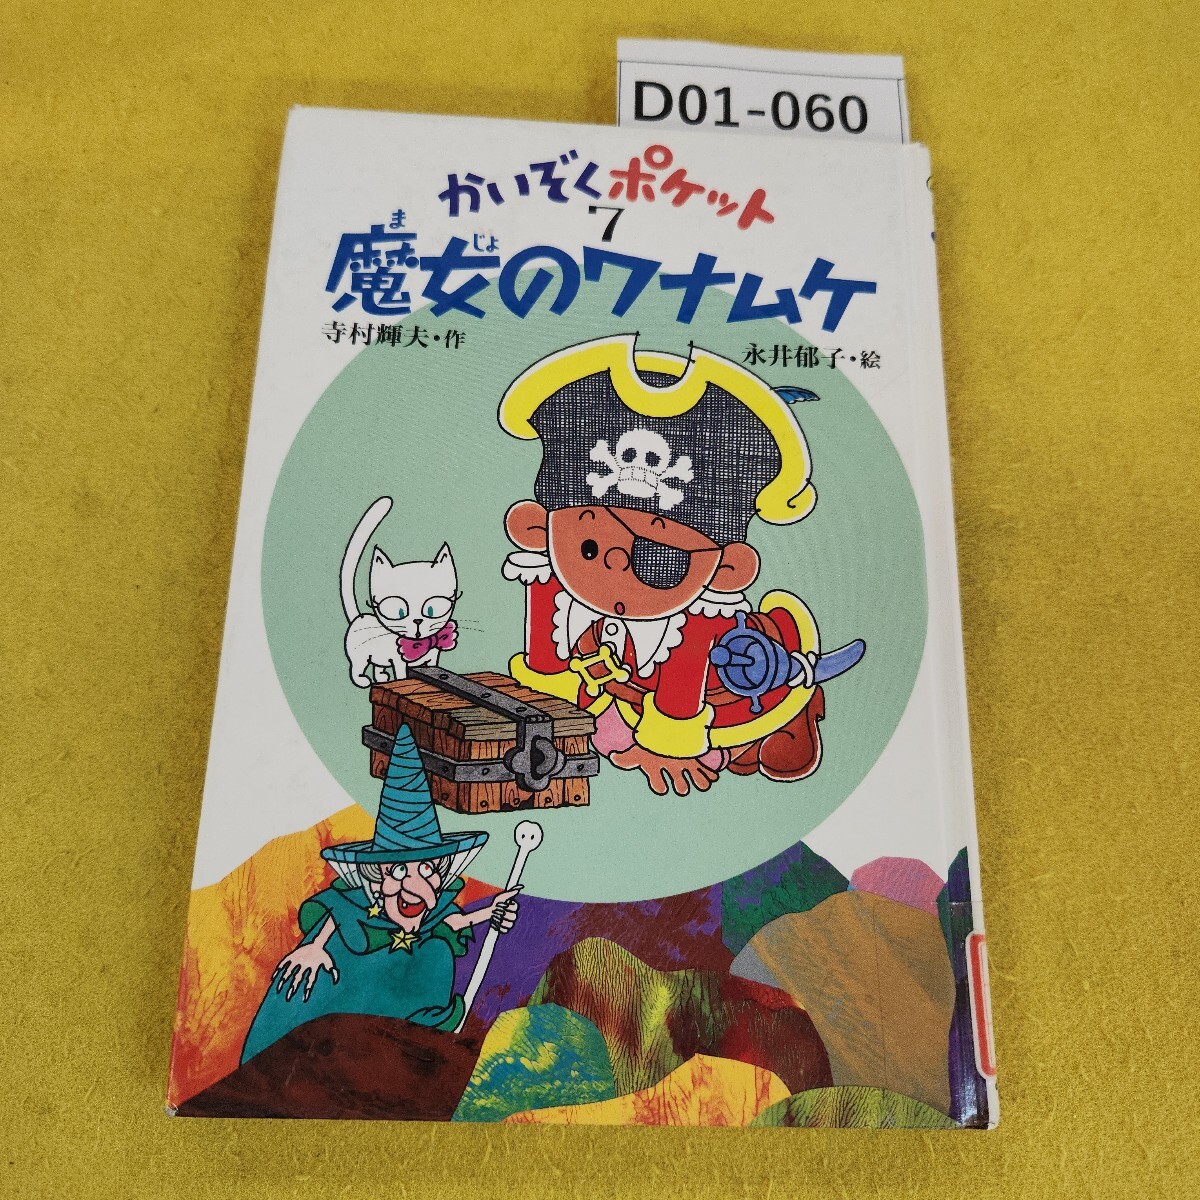 D01-060
かいぞくポケット
7
魔女のワナムケ
まじょ
寺村輝夫・作
永井郁子・絵